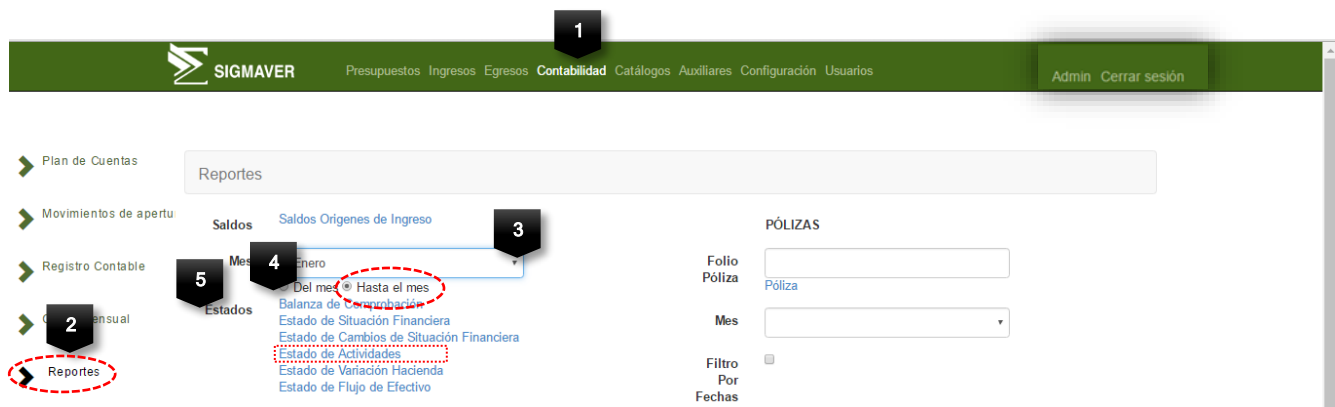 1
SIGMAVER Presupuestos Ingresos Egresos Contabilidad Catálogos Auxiliares Configuración Usuarios Admin Cerrar sesión
Plan de Cuentas
Movimientos de apertu
Registro Contable
ensual
2
Reportes
Reportes
Saldos Saldos Origenes de Ingreso
3
Mes Enero
4
5
Del mes Hasta el mes
Estados Balanza de Comprobación
Estado de Situación Financiera
Estado de Cambios de Situación Financiera
Estado de Actividades
Estado de Variación Hacienda
Estado de Flujo de Efectivo
PÓLIZAS
Folio
Póliza
Póliza
Mes
Filtro
Por
Fechas